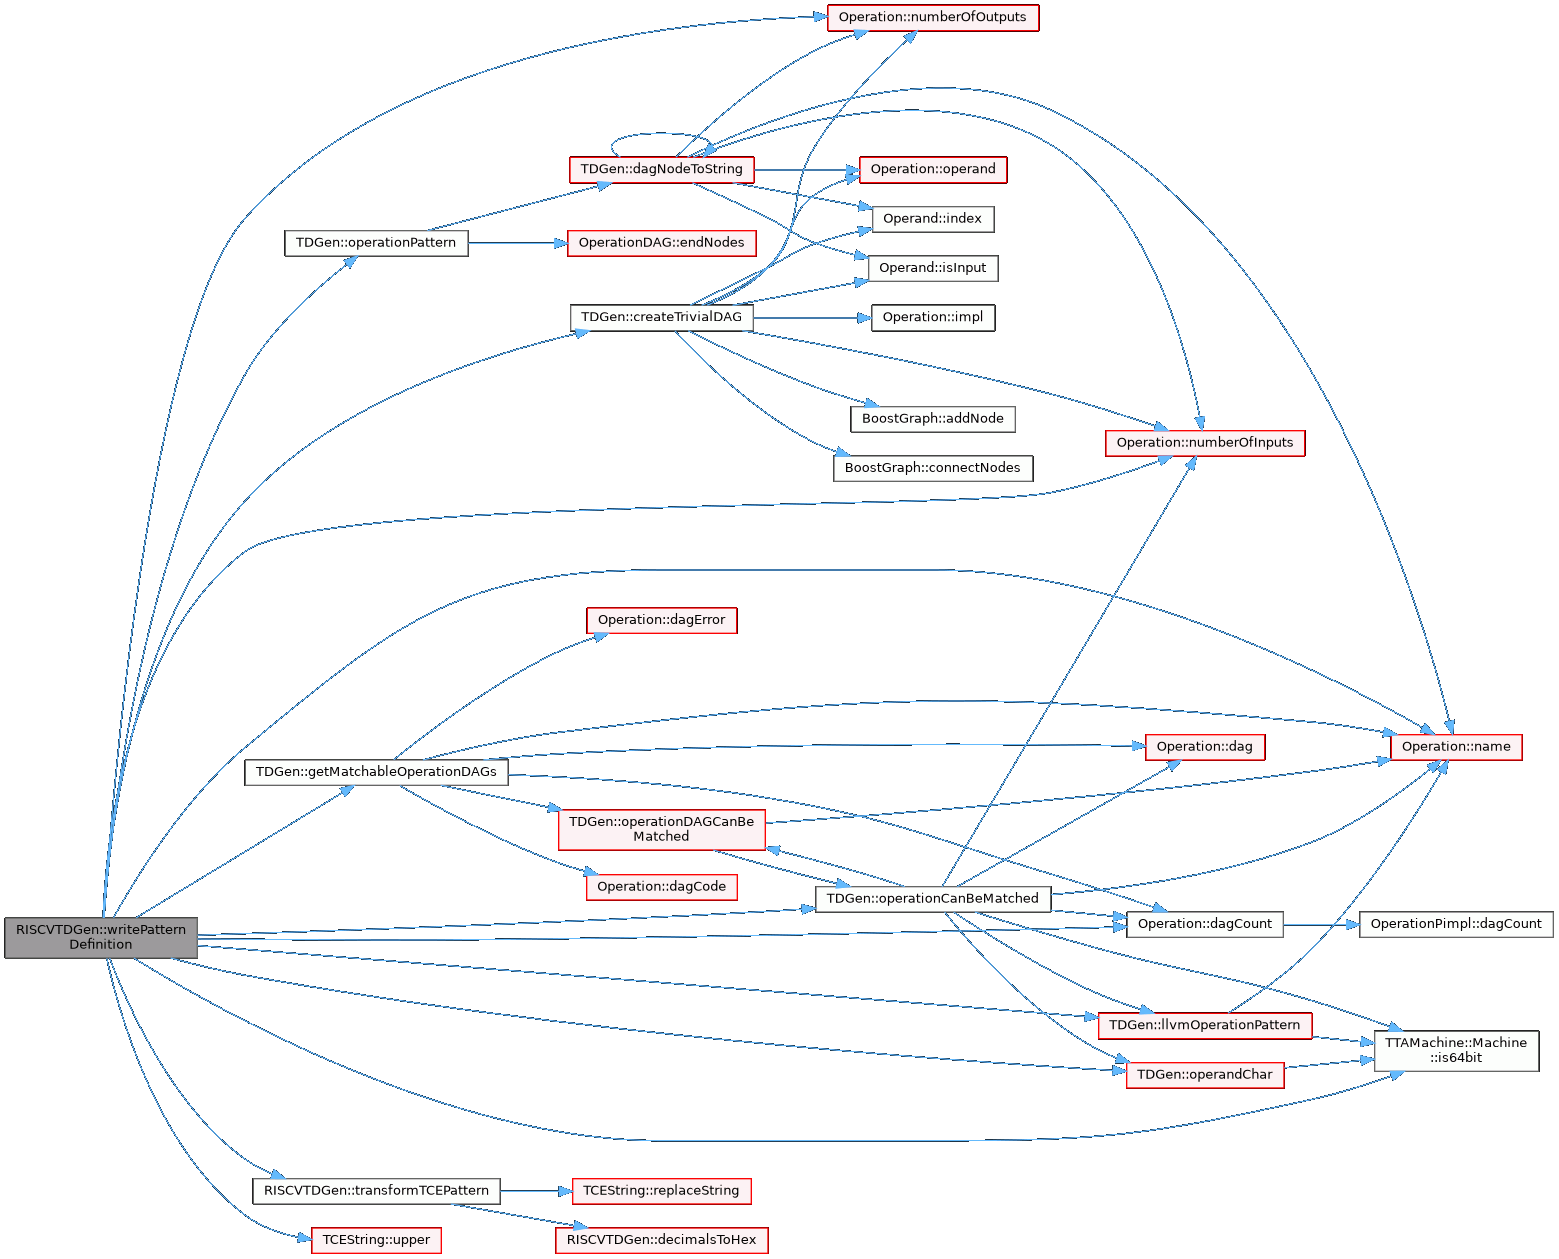 Operation::numberOfOutputs
TDGen::dagNodeToString
Operation::operand
Operand::index
TDGen::operationPattern
OperationDAG::endNodes
Operand::isInput
TDGen::createTrivialDAG
Operation::impl
BoostGraph::addNode
Operation::numberOfInputs
BoostGraph::connectNodes
Operation::dagError
Operation::dag
Operation::name
TDGen::getMatchableOperationDAGs
TDGen::operationDAGCanBe
Matched
Operation::dagCode
TDGen::operationCanBeMatched
Operation::dagCount
OperationPimpl::dagCount
RISCVTDGen::writePattern
Definition
TDGen::llvmOperationPattern
TTAMachine::Machine
::is64bit
TDGen::operandChar
RISCVTDGen::transformTCEPattern
TCEString::replaceString
TCEString::upper
RISCVTDGen::decimalsToHex